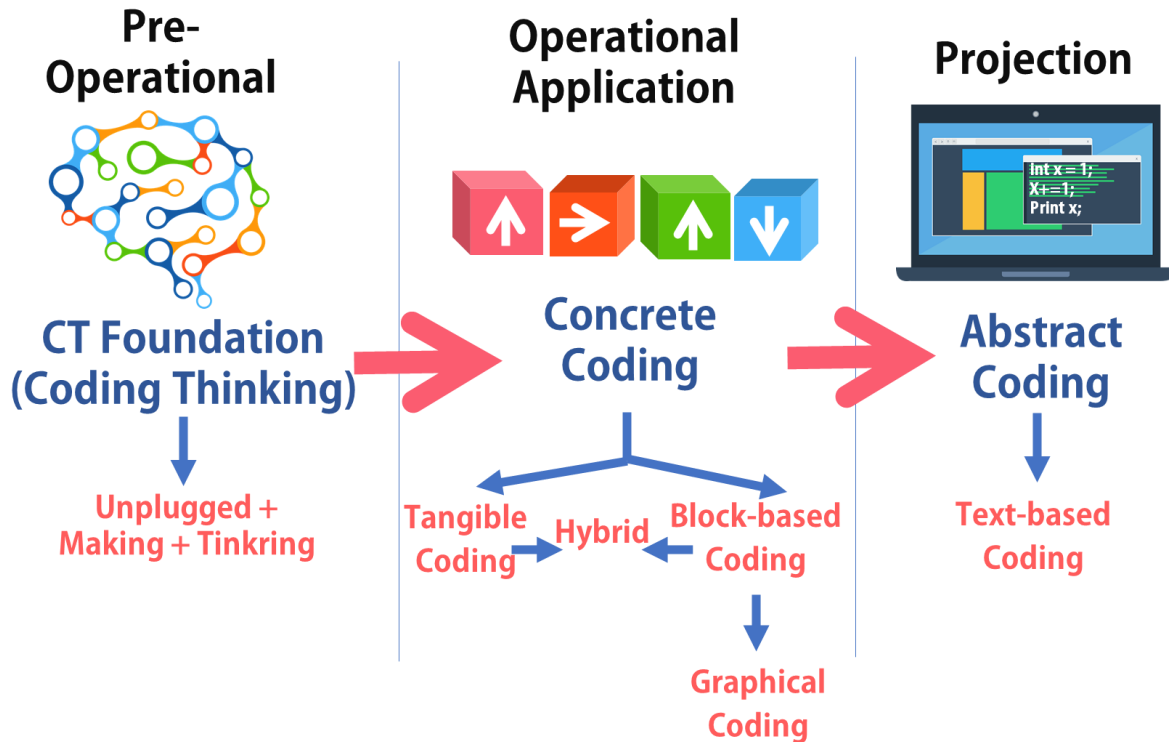 Pre-
Operational
CT Foundation
(Coding Thinking)
Unplugged +
Making + Tinkring
Operational
Application
Concrete
Coding
Tangible
Coding
Hybrid
Block-based
Coding
Graphical
Coding
Projection
Int x = 1;
X+=1;
Print x;
Abstract
Coding
Text-based
Coding